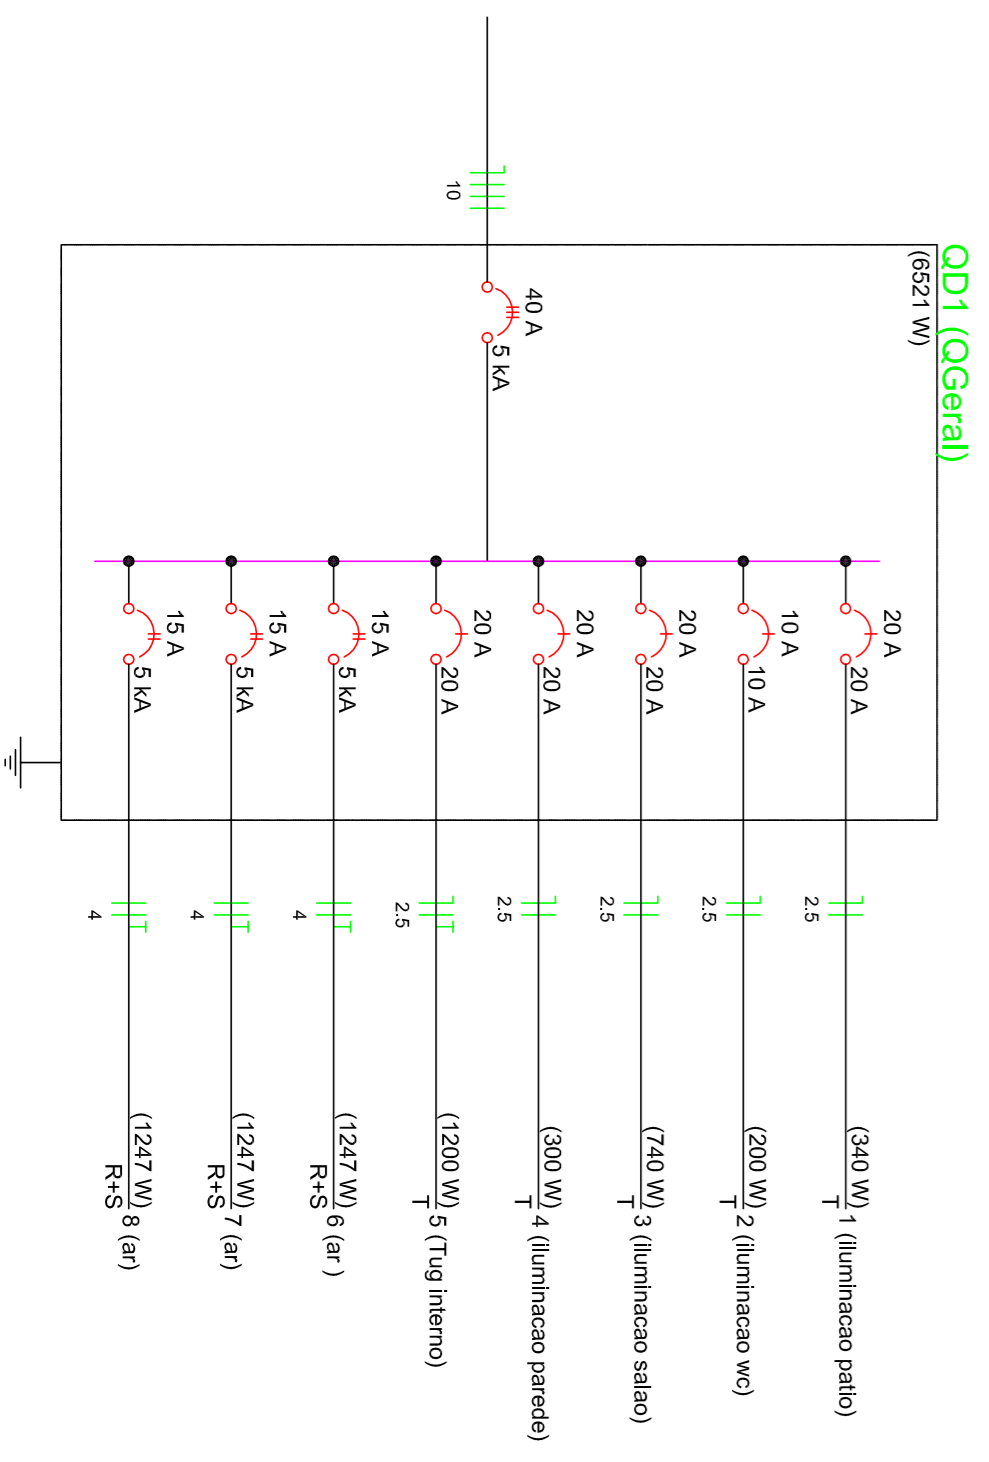 QD1 (QGeral)
(6521 W)
10
40 A
5 kA
20 A
20 A
2.5
(340 W)
T
1 (iluminacao patio)
10 A
10 A
2.5
(200 W)
T
2 (iluminacao wc)
20 A
20 A
2.5
(740 W)
T
3 (iluminacao salao)
20 A
20 A
2.5
(300 W)
T
4 (iluminacao parede)
20 A
20 A
2.5
(1200 W)
T
5 (Tug interno)
15 A
5 kA
4
(1247 W)
R+S
6 (ar )
15 A
5 kA
4
(1247 W)
R+S
7 (ar)
15 A
5 kA
4
(1247 W)
R+S
8 (ar)